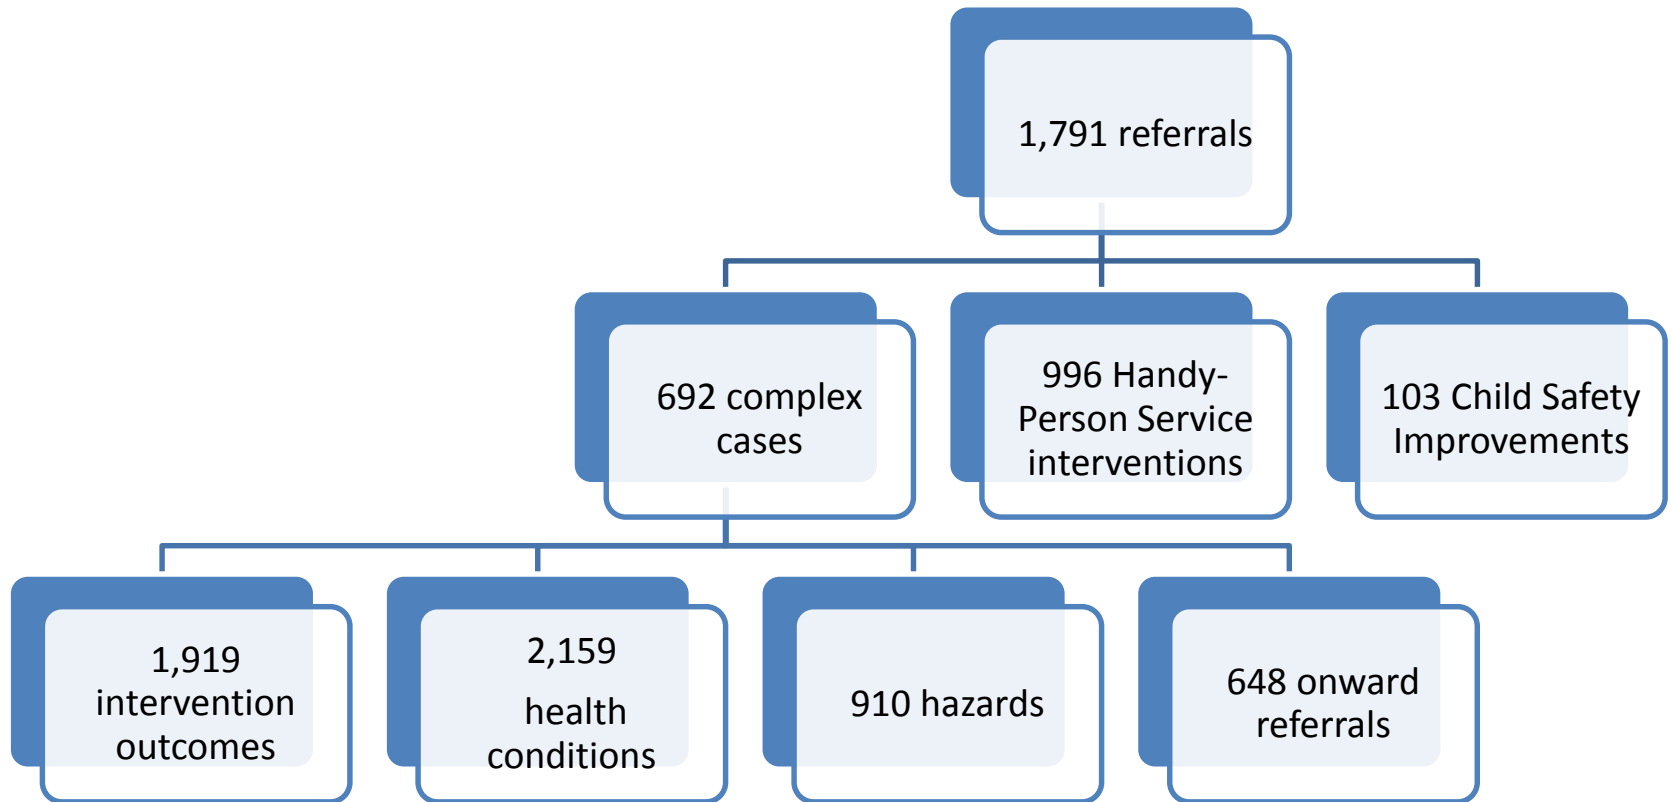 1,791 referrals
692 complex
cases
996 Handy-
Person Service
interventions
103 Child Safety
Improvements
1,919
intervention
outcomes
2,159
health
conditions
910 hazards
648 onward
referrals